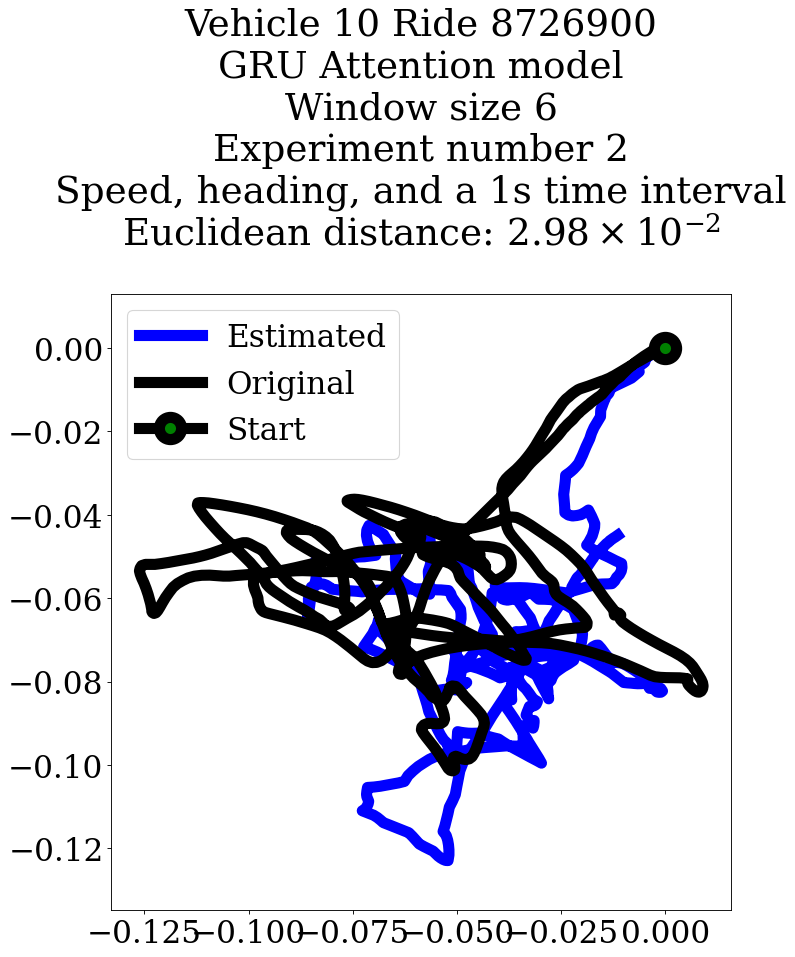 Vehicle 10 Ride 8726900
GRU Attention model
Window size 6
Experiment number 2
Speed, heading, and a 1s time interval
Euclidean distance: 2.98 × 10⁻²
Estimated
Original
Start
0.00
−0.02
−0.04
−0.06
−0.08
−0.10
−0.12
−0.125 −0.100 −0.075 −0.050 −0.025 0.000